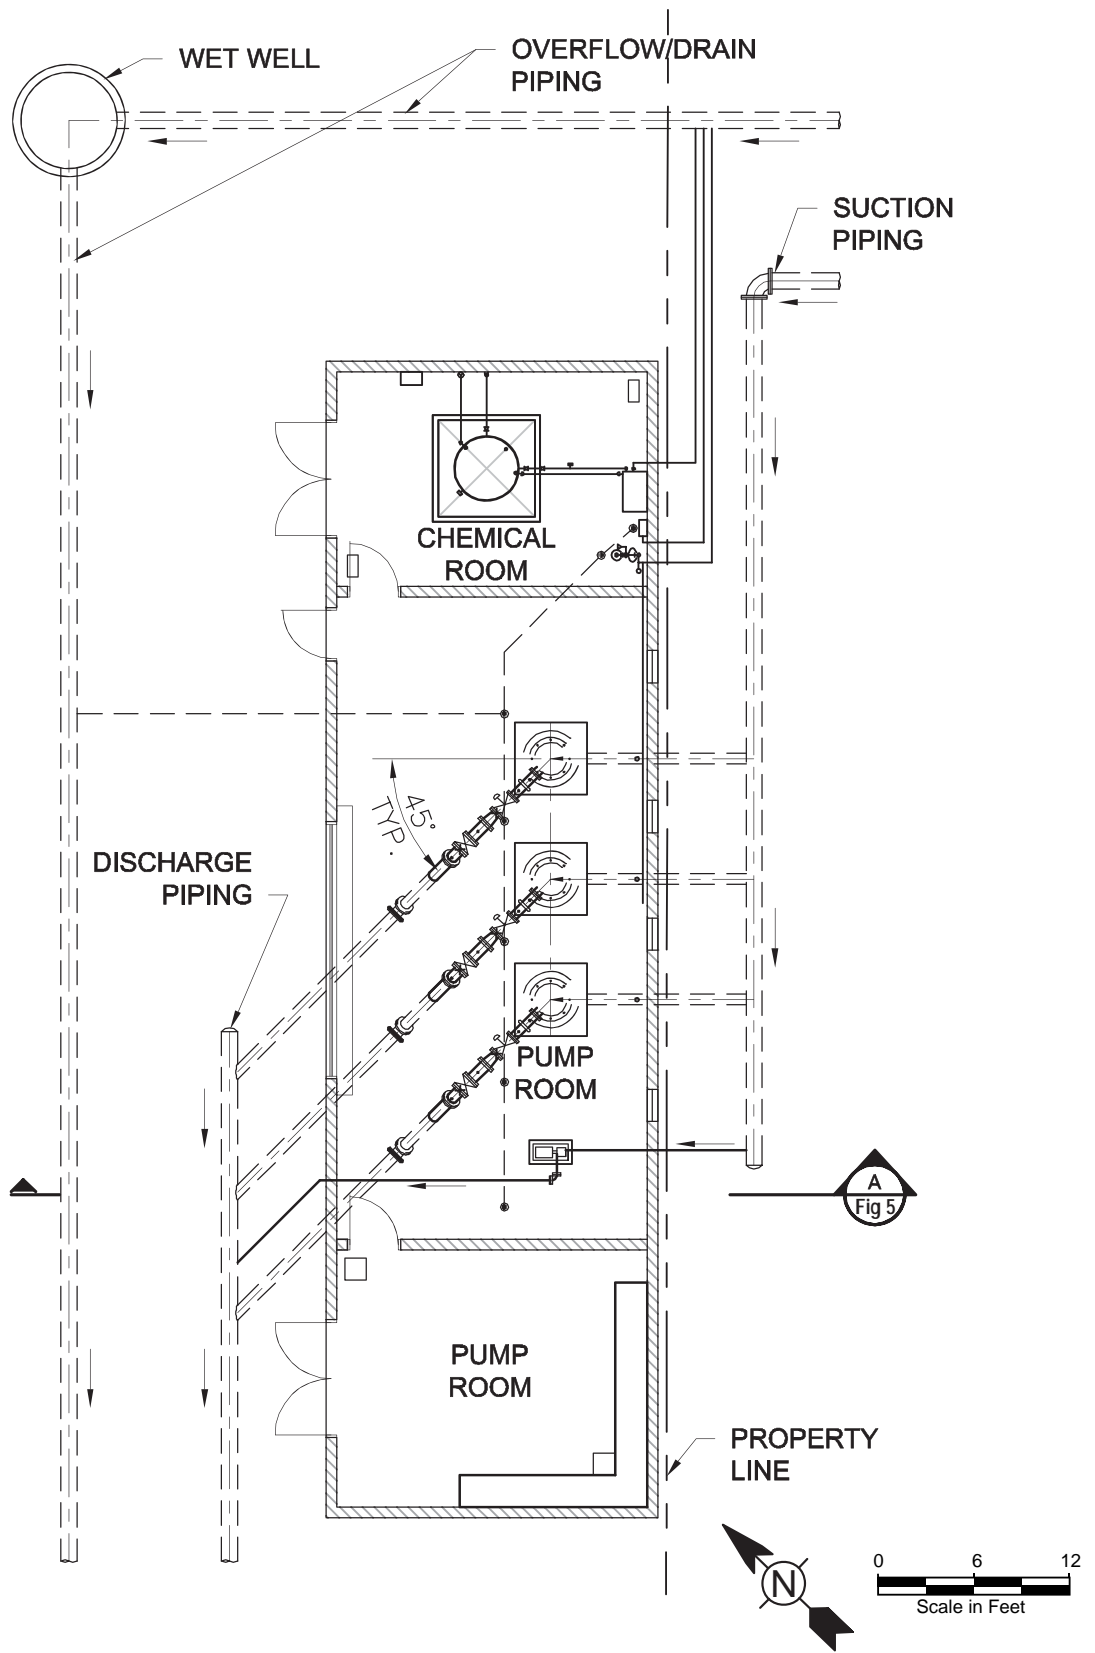 WET WELL
OVERFLOW/DRAIN
PIPING
SUCTION
PIPING
CHEMICAL
ROOM
45°
TYP.
DISCHARGE
PIPING
PUMP
ROOM
A
Fig 5
PUMP
ROOM
PROPERTY
LINE
N
0 6 12
Scale in Feet